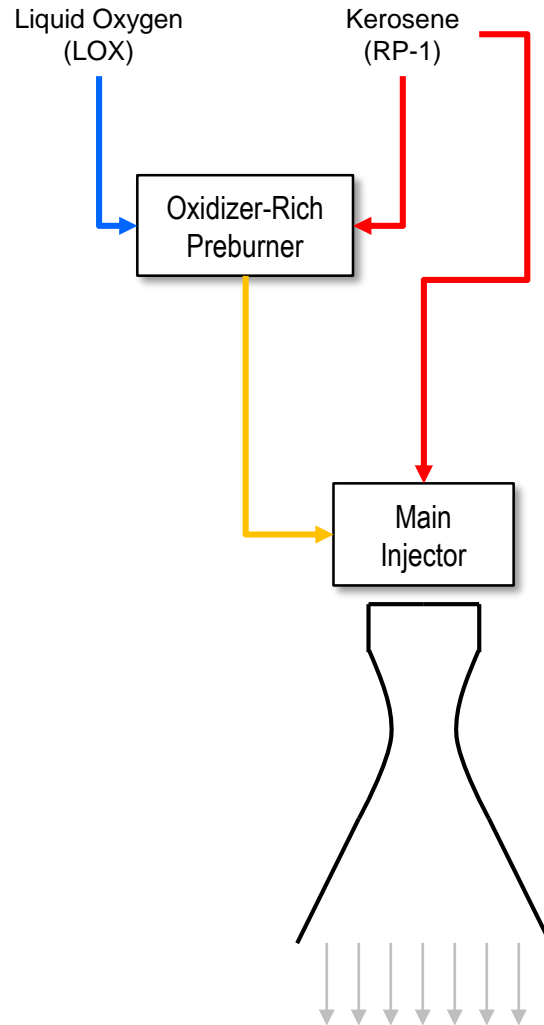 Liquid Oxygen
(LOX)
Kerosene
(RP-1)
Oxidizer-Rich
Preburner
Main
Injector